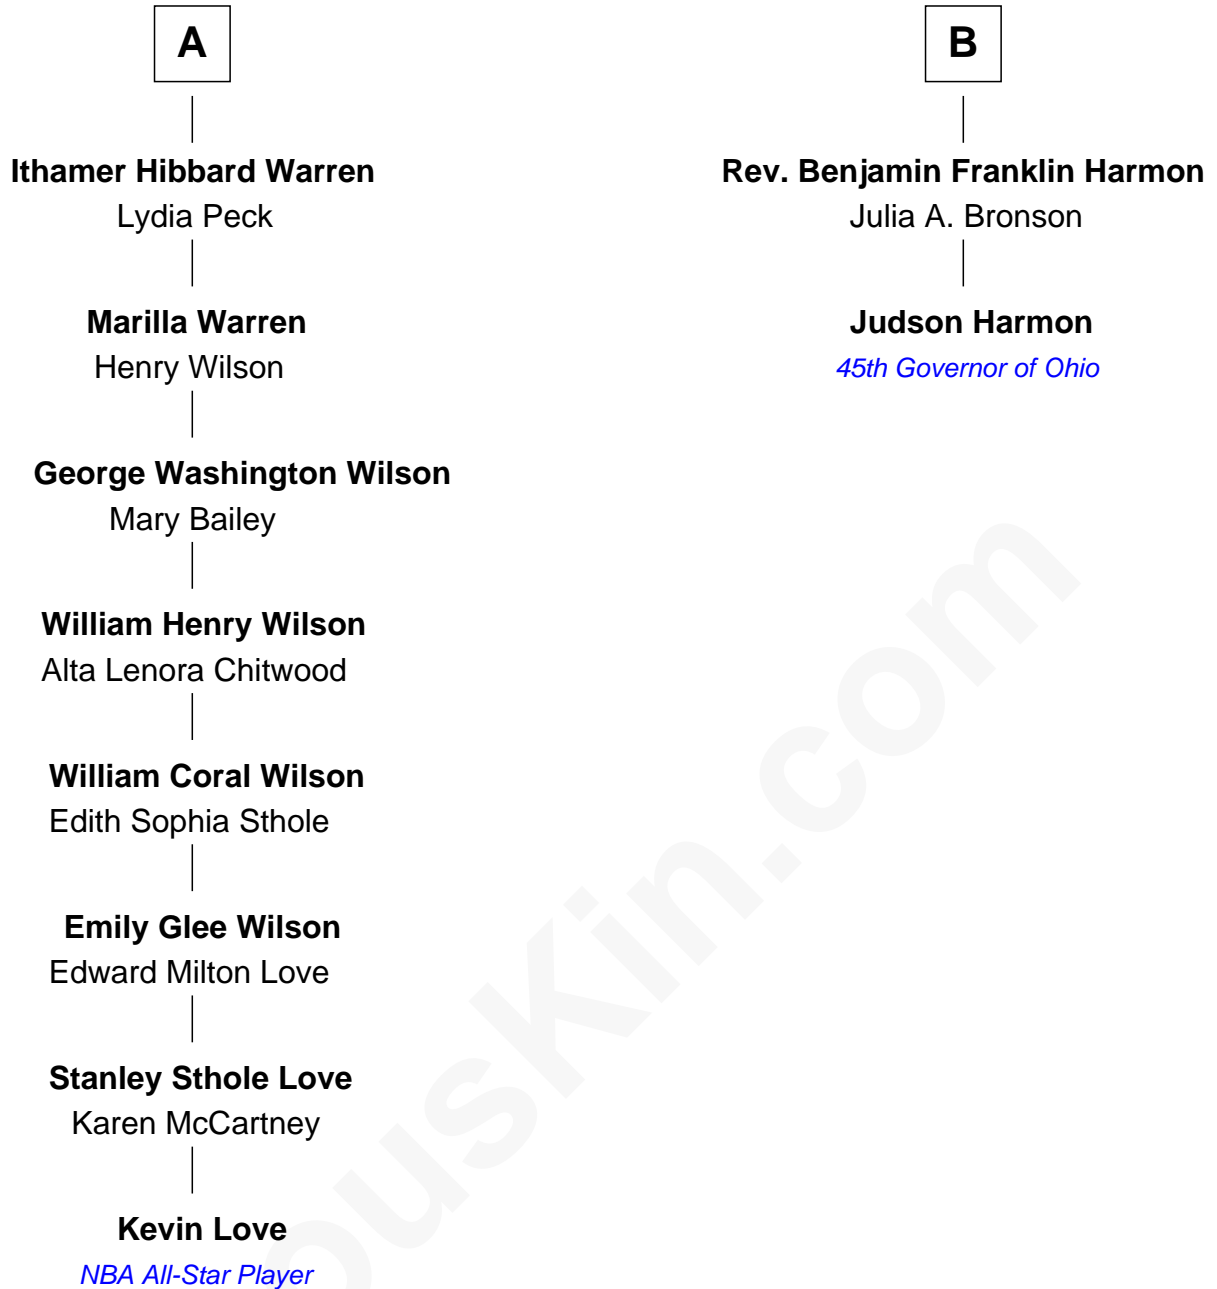 A
Ithamer Hibbard Warren
Lydia Peck
Marilla Warren
Henry Wilson
George Washington Wilson
Mary Bailey
William Henry Wilson
Alta Lenora Chitwood
William Coral Wilson
Edith Sophia Sthole
Emily Glee Wilson
Edward Milton Love
Stanley Sthole Love
Karen McCartney
Kevin Love
NBA All-Star Player
B
Rev. Benjamin Franklin Harmon
Julia A. Bronson
Judson Harmon
45th Governor of Ohio
ousKin.com